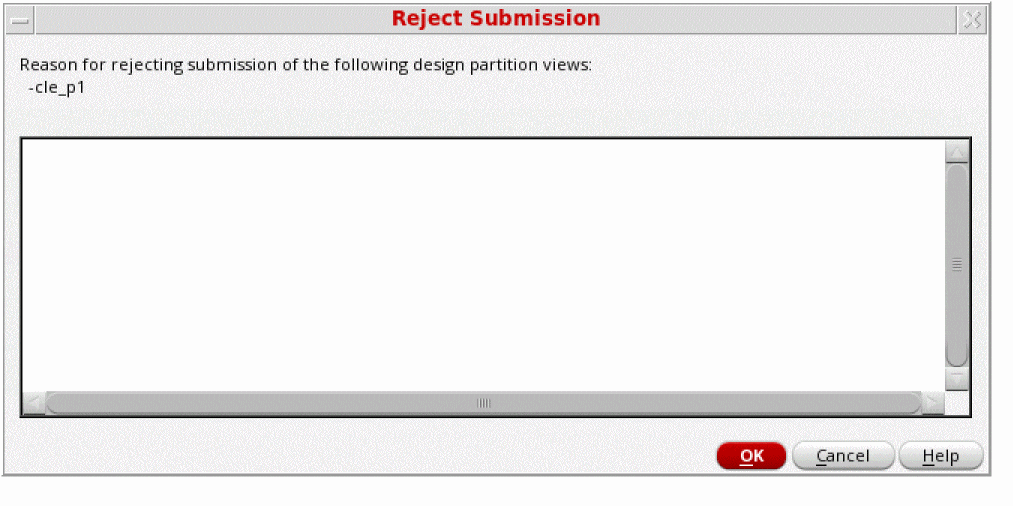 Reject Submission
Reason for rejecting submission of the following design partition views:
-cle_p1
OK Cancel Help